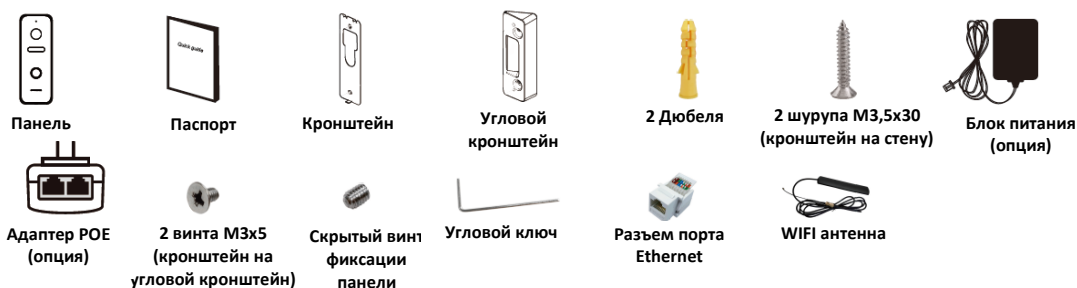 Quick guide
Панель
Паспорт
Кронштейн
Угловой
кронштейн
2 Дюбеля
2 шурупа М3,5х30
(кронштейн на стену)
Блок питания
(опция)
Адаптер POE
(опция)
2 винта М3х5
(кронштейн на
угловой кронштейн)
Скрытый винт
фиксации
панели
Угловой ключ
Разъем порта
Ethernet
WIFI антенна